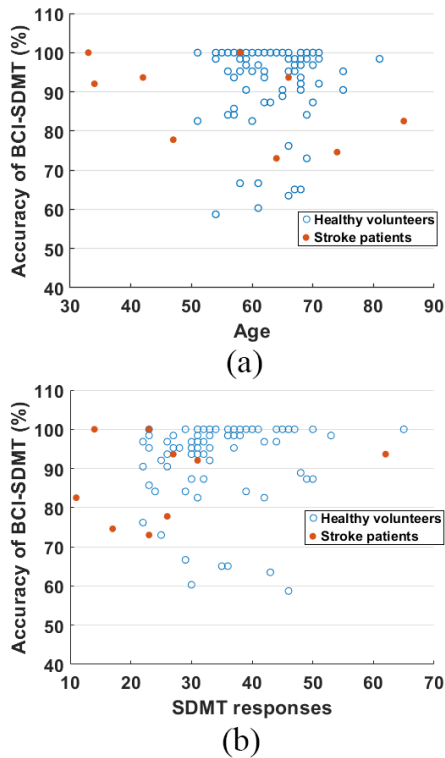 Accuracy of BCI-SDMT (%)
100
90
80
70
60
50
40
30 40 50 60 70 80 90
Age
Healthy volunteers
Stroke patients
(a)
Accuracy of BCI-SDMT (%)
110
100
90
80
70
60
50
40
10 20 30 40 50 60 70
SDMT responses
Healthy volunteers
Stroke patients
(b)